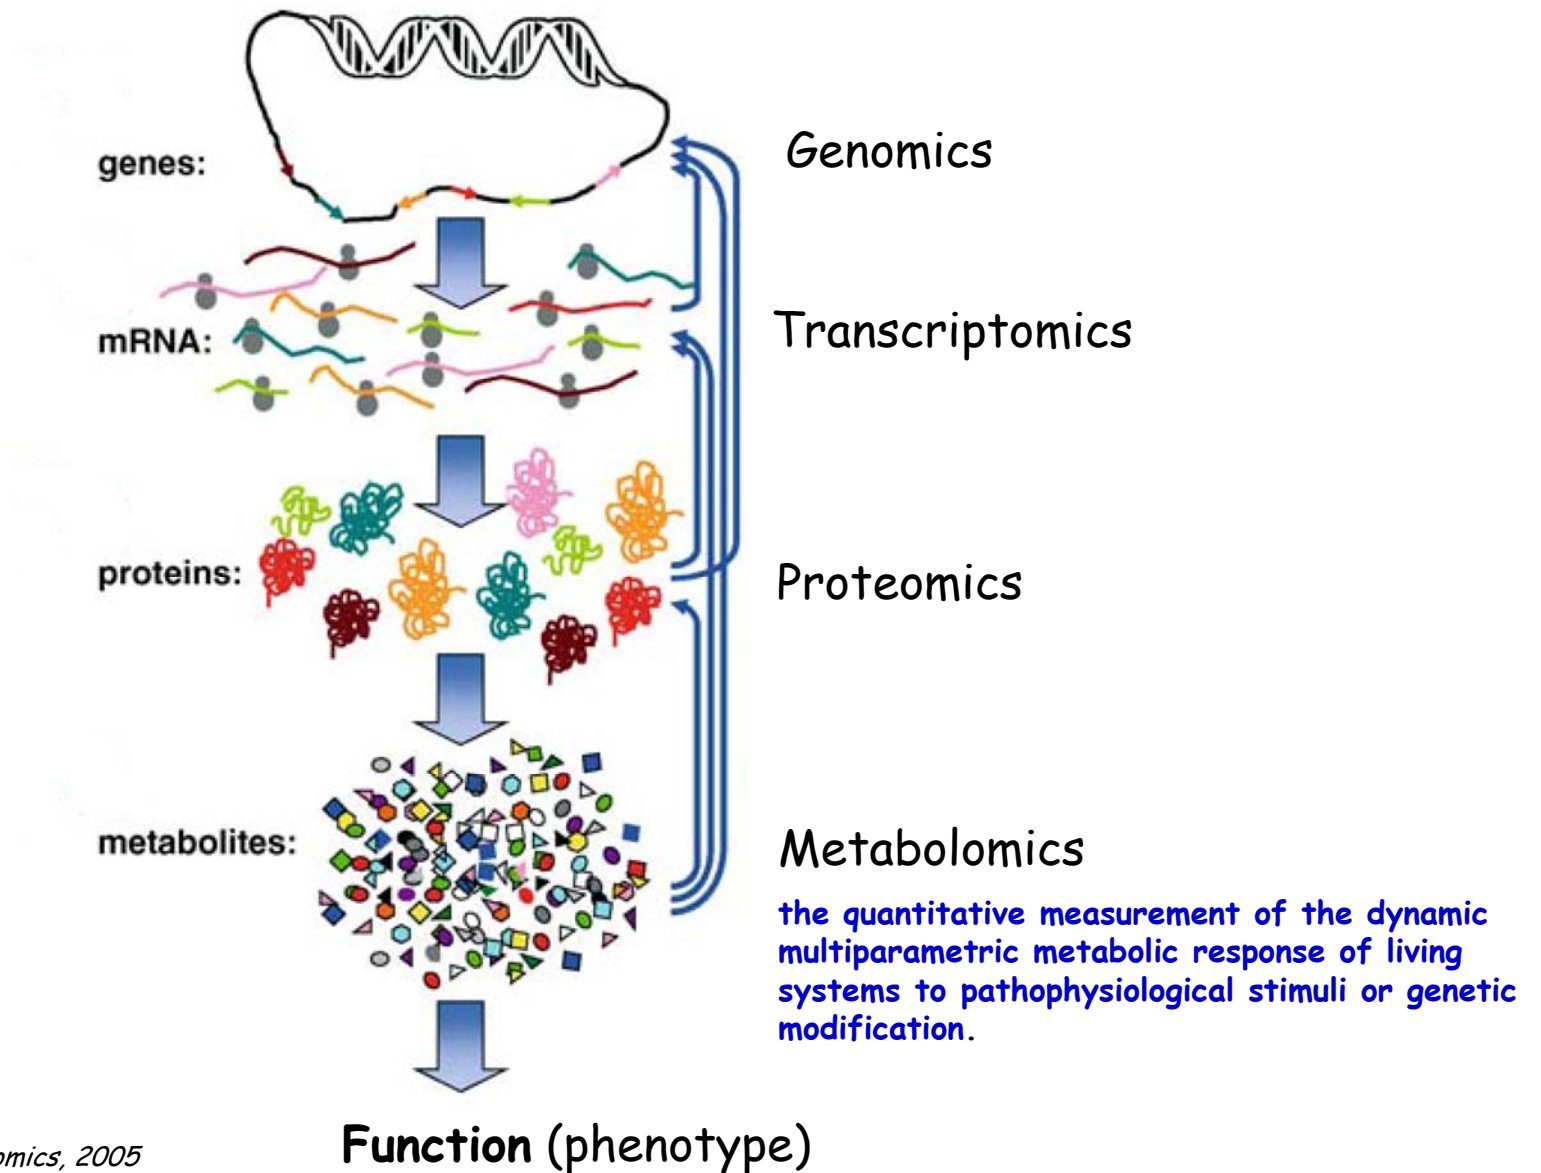 genes:
Genomics
mRNA:
Transcriptomics
proteins:
Proteomics
metabolites:
Metabolomics
the quantitative measurement of the dynamic
multiparametric metabolic response of living
systems to pathophysiological stimuli or genetic
modification.
Function (phenotype)
omics, 2005